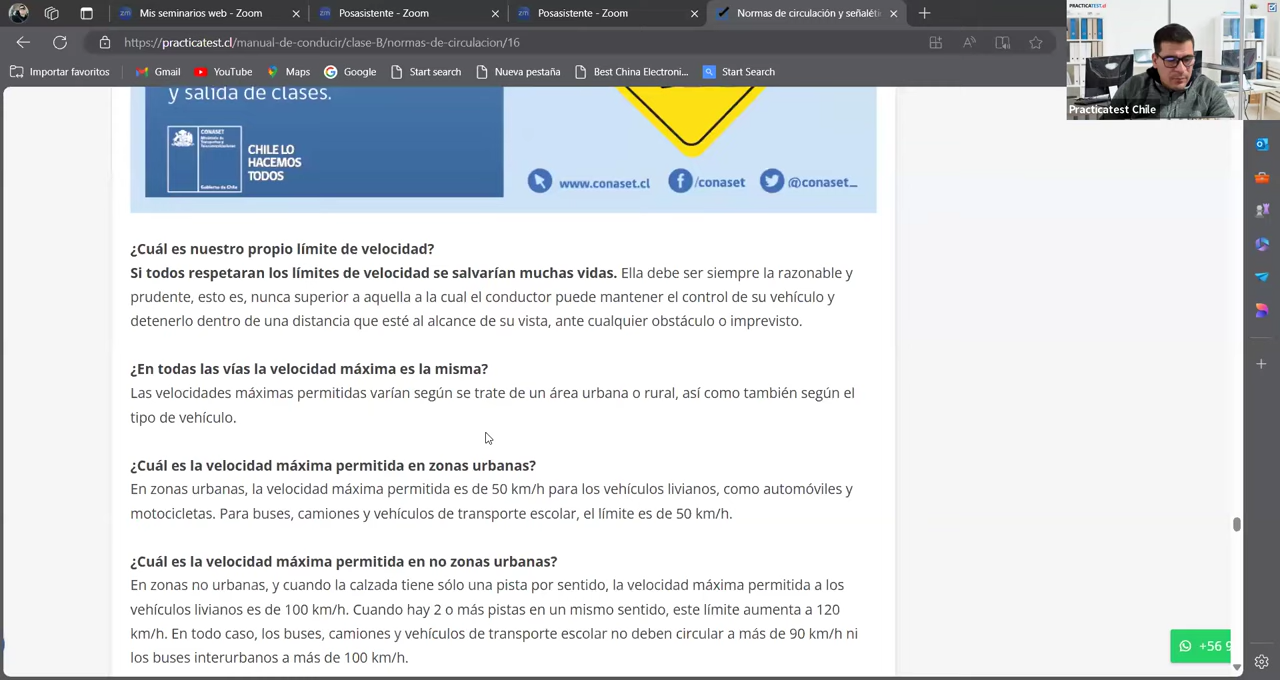 Mis seminarios web - Zoom
Posasistente - Zoom
Posasistente - Zoom
Normas de circulación y señaléti
https://practicatest.cl/manual-de-conducir/clase-B/normas-de-circulacion/16
Importar favoritos
Gmail
YouTube
Maps
Google
Start search
Nueva pestaña
Best China Electroni...
Start Search
PRACTICATEST.cl
Practicatest Chile
y salida de clases.
CONASET
CHILE LO
HACEMOS
TODOS
www.conaset.cl
/conaset
@conaset_
¿Cuál es nuestro propio límite de velocidad?
Si todos respetaran los límites de velocidad se salvarían muchas vidas. Ella debe ser siempre la razonable y
prudente, esto es, nunca superior a aquella a la cual el conductor puede mantener el control de su vehículo y
detenerlo dentro de una distancia que esté al alcance de su vista, ante cualquier obstáculo o imprevisto.
¿En todas las vías la velocidad máxima es la misma?
Las velocidades máximas permitidas varían según se trate de un área urbana o rural, así como también según el
tipo de vehículo.
¿Cuál es la velocidad máxima permitida en zonas urbanas?
En zonas urbanas, la velocidad máxima permitida es de 50 km/h para los vehículos livianos, como automóviles y
motocicletas. Para buses, camiones y vehículos de transporte escolar, el límite es de 50 km/h.
¿Cuál es la velocidad máxima permitida en no zonas urbanas?
En zonas no urbanas, y cuando la calzada tiene sólo una pista por sentido, la velocidad máxima permitida a los
vehículos livianos es de 100 km/h. Cuando hay 2 o más pistas en un mismo sentido, este límite aumenta a 120
km/h. En todo caso, los buses, camiones y vehículos de transporte escolar no deben circular a más de 90 km/h ni
los buses interurbanos a más de 100 km/h.
+56 9